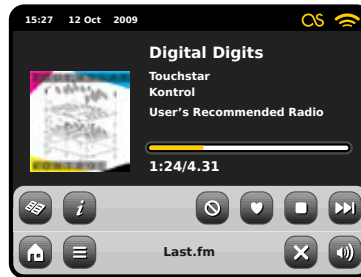 15:27 12 Oct 2009
Digital Digits
Touchstar
Kontrol
User's Recommended Radio
1:24/4.31
i
Last.fm